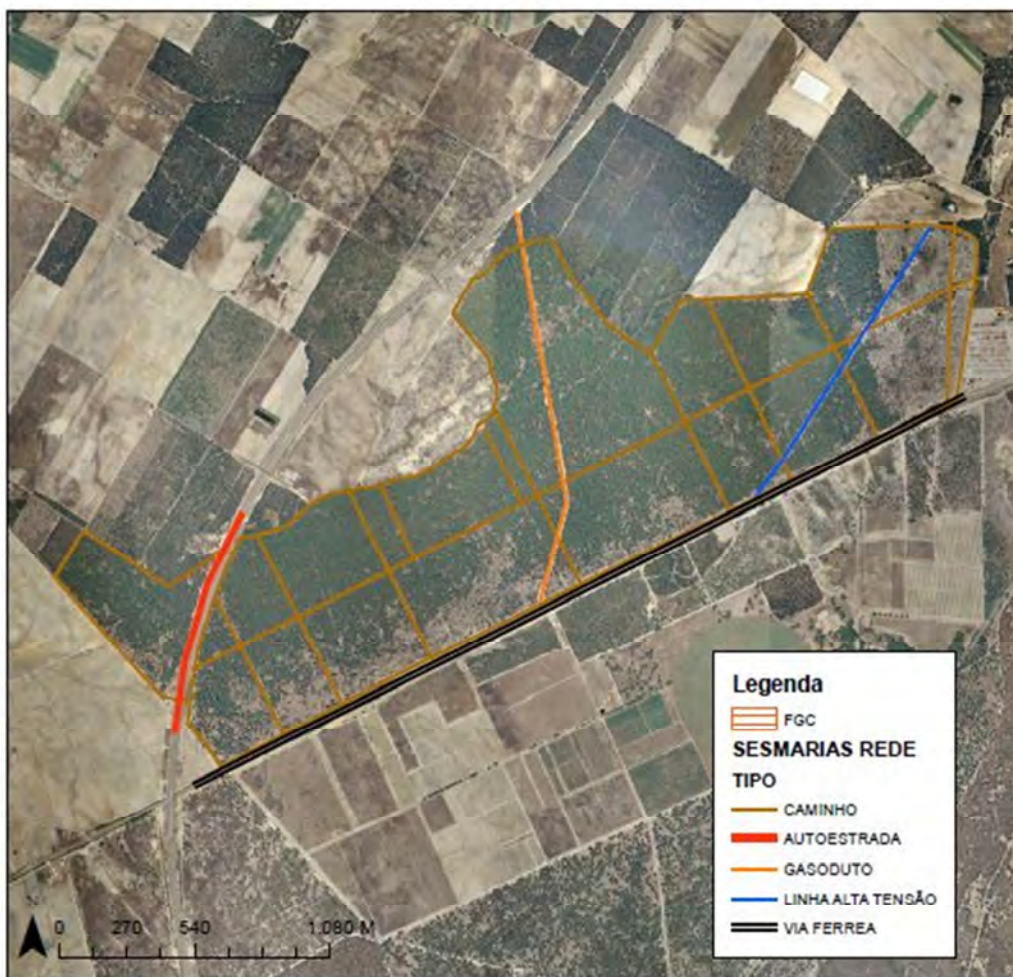 Legenda
FGC
SESMARIAS REDE
TIPO
CAMINHO
AUTOESTRADA
GASODUTO
LINHA ALTA TENSÃO
VIA FERREA
N
0 270 540 1.080 M